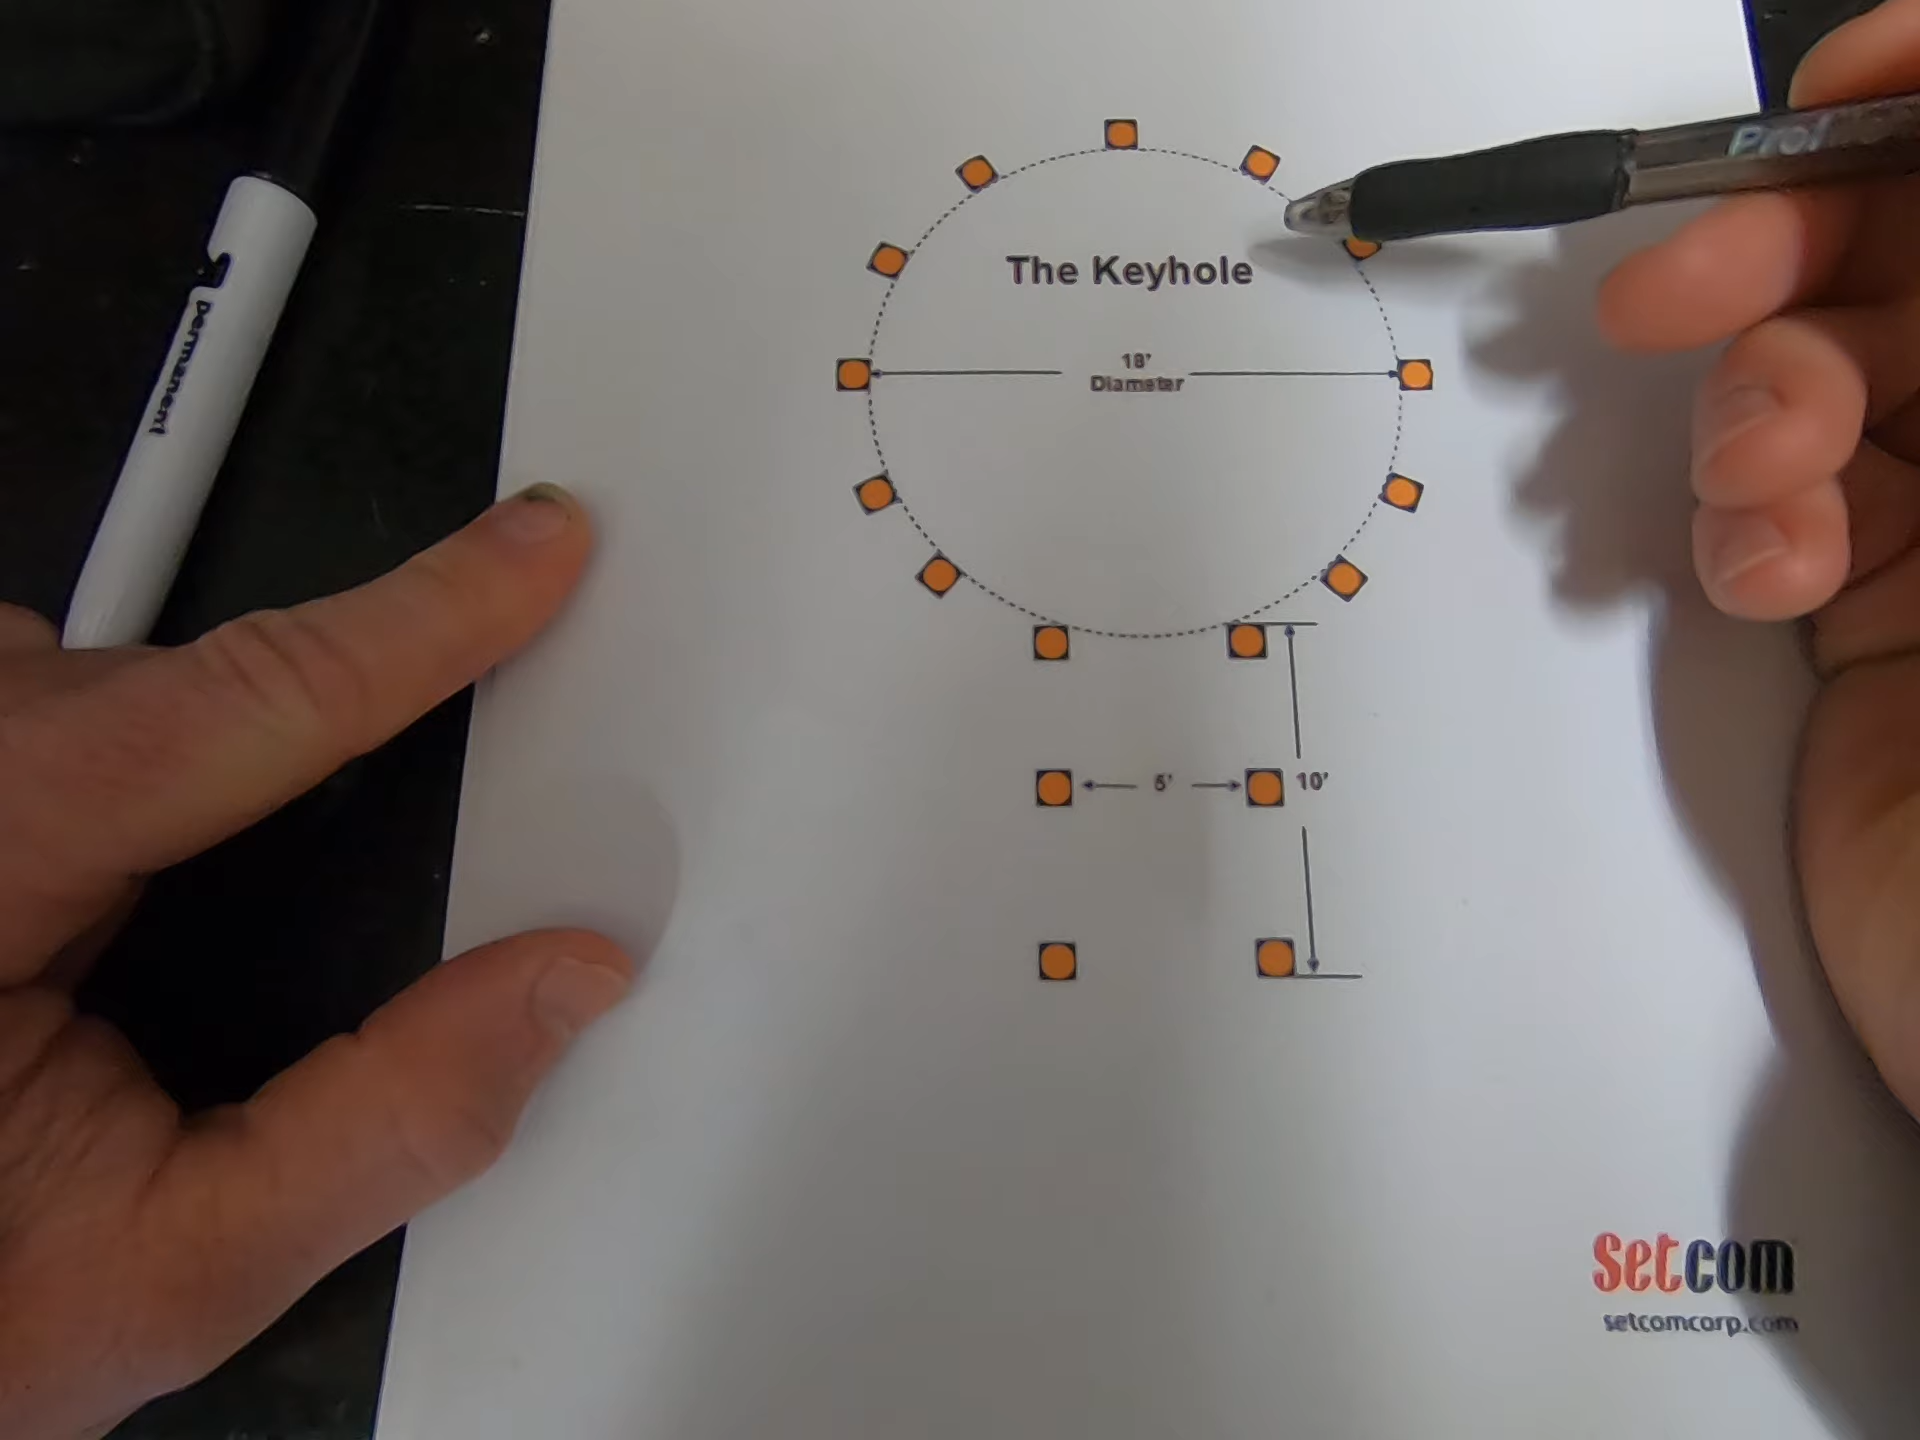 Pro!
permanent
The Keyhole
18'
Diameter
5'
10'
setcom
setcomcorp.com